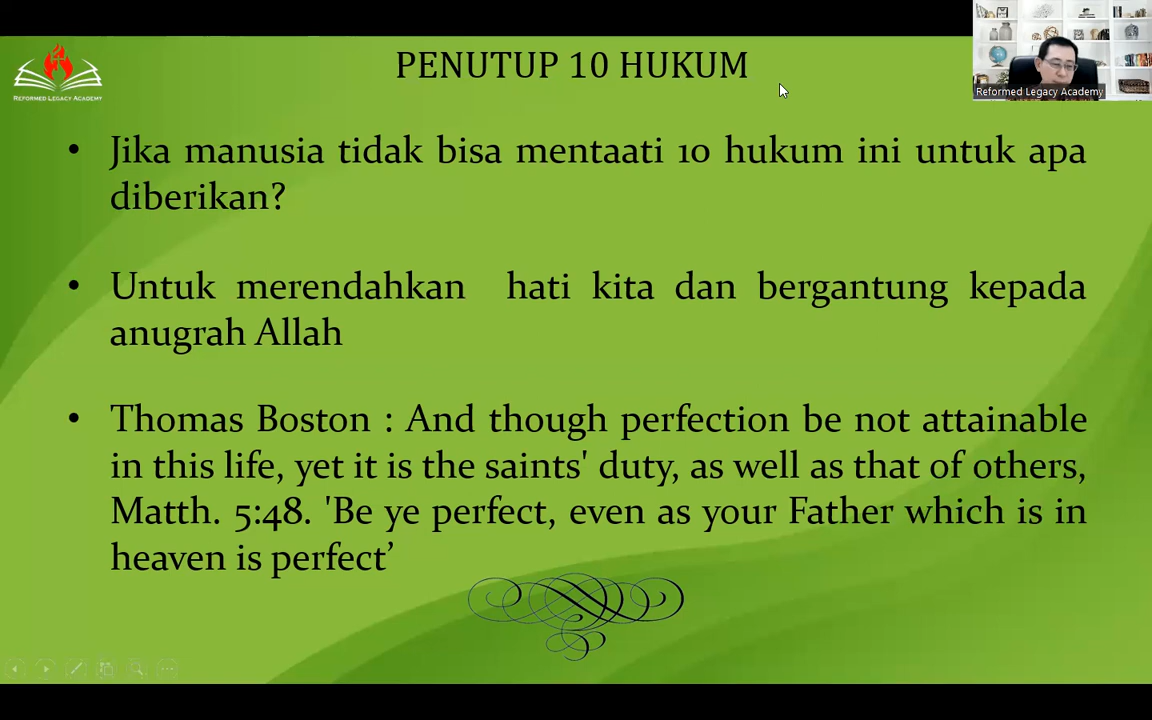 PENUTUP 10 HUKUM
REFORMED LEGACY ACADEMY
Reformed Legacy Academy
• Jika manusia tidak bisa mentaati 10 hukum ini untuk apa
diberikan?
• Untuk merendahkan hati kita dan bergantung kepada
anugrah Allah
• Thomas Boston : And though perfection be not attainable
in this life, yet it is the saints' duty, as well as that of others,
Matth. 5:48. 'Be ye perfect, even as your Father which is in
heaven is perfect’